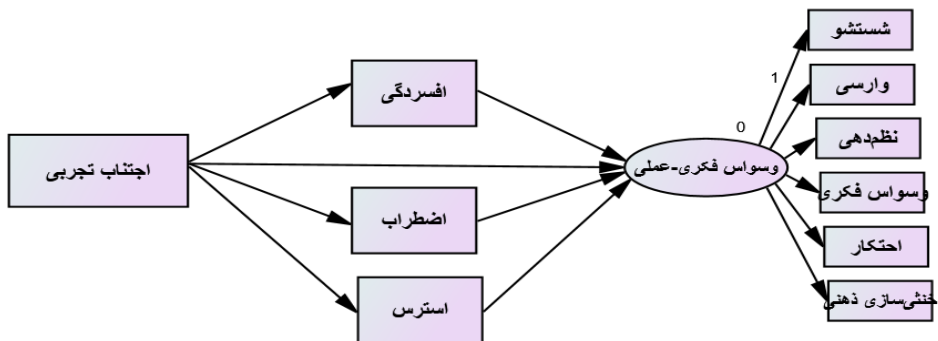 اجتناب تجربی
افسردگی
اضطراب
استرس
وسواس فکری-عملی
0
1
شستشو
وارسی
نظم‌دهی
وسواس فکری
احتکار
خنثی‌سازی ذهنی